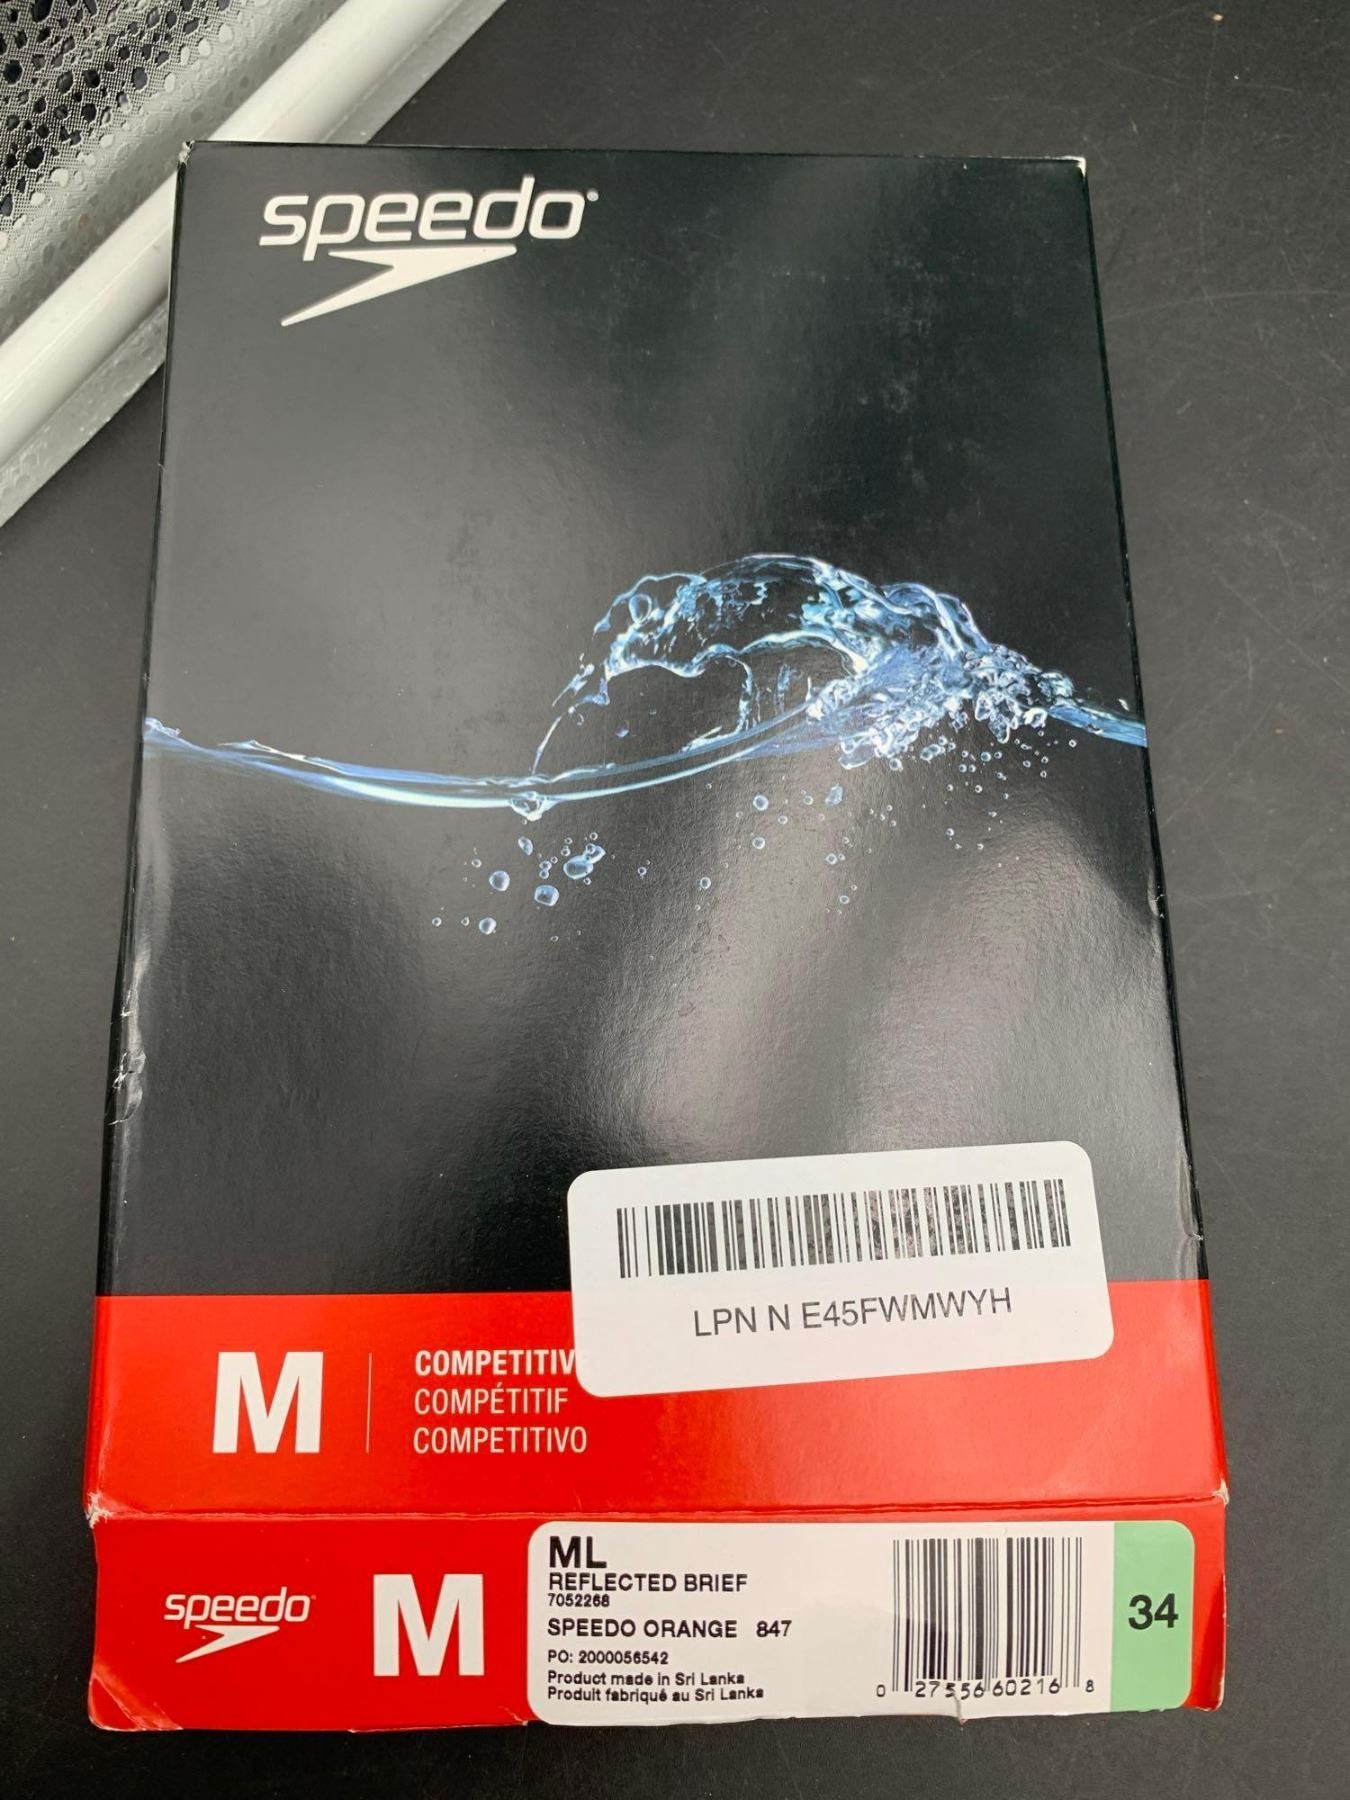 speedo
LPN N E45FWMWYH
M
COMPETITIV
COMPÉTITIF
COMPETITIVO
speedo
M
ML
REFLECTED BRIEF
7052268
SPEEDO ORANGE 847
PO: 2000056542
Product made in Sri Lanka
Produit fabriqué au Sri Lanka
0 27556 60216 8
34